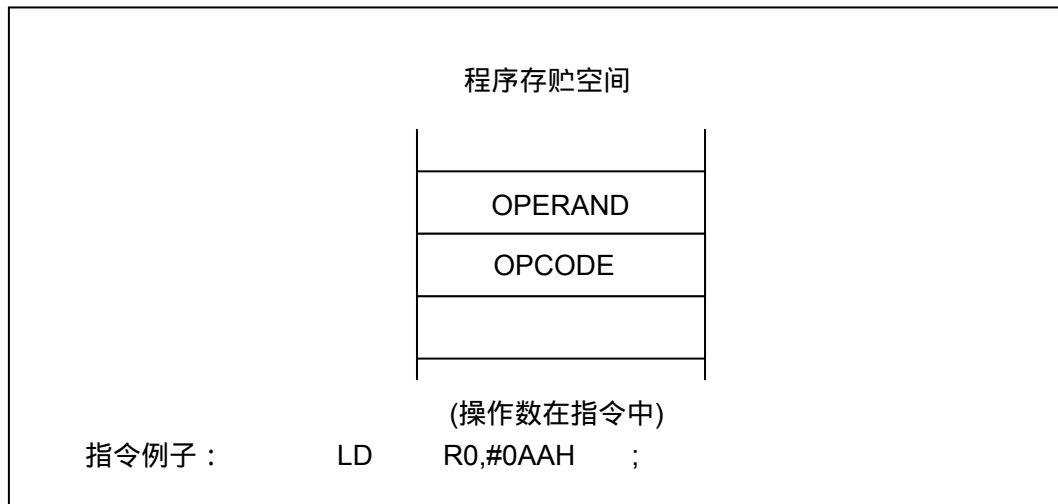 程序存贮空间
OPERAND
OPCODE
(操作数在指令中)
指令例子： LD R0,#0AAH ;